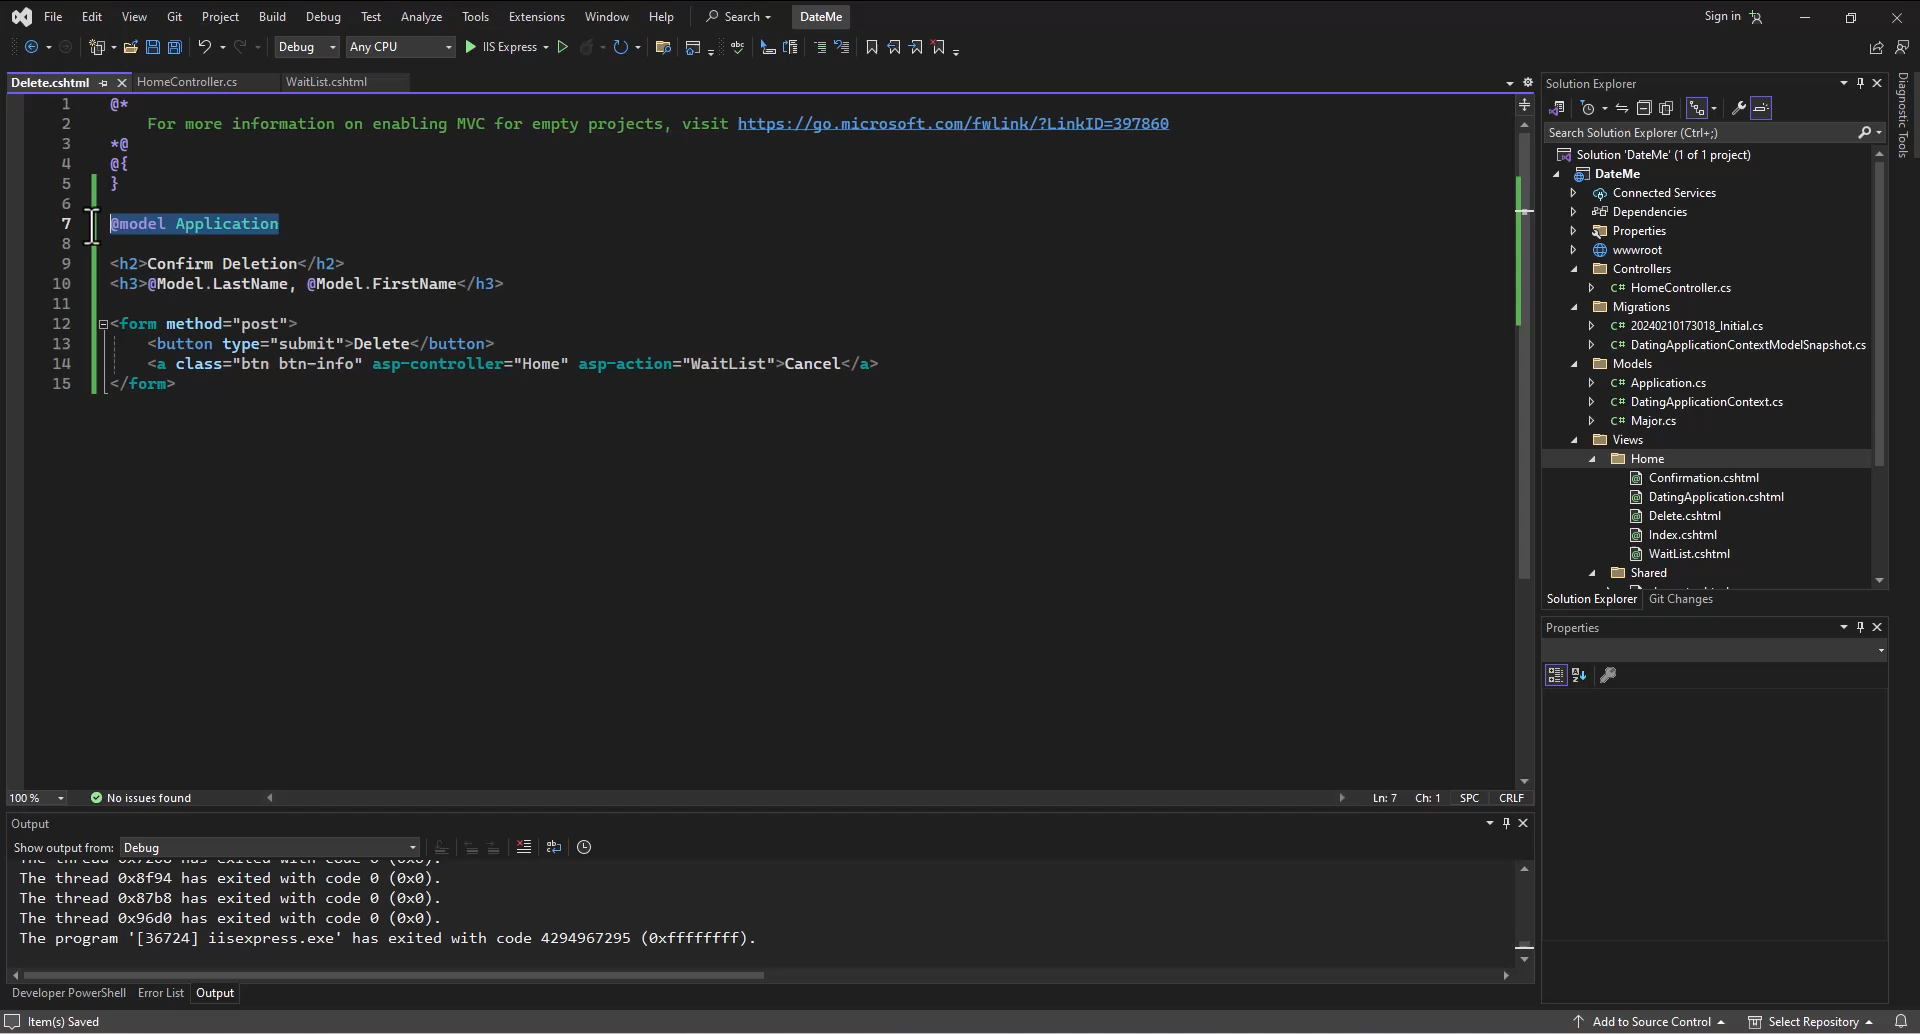 File Edit View Git Project Build Debug Test Analyze Tools Extensions Window Help Search DateMe Sign in
Debug Any CPU IIS Express
Delete.cshtml HomeController.cs WaitList.cshtml
1 @*
2 For more information on enabling MVC for empty projects, visit https://go.microsoft.com/fwlink/?LinkID=397860
3 *@
4 @{
5 }
6
7 @model Application
8
9 <h2>Confirm Deletion</h2>
10 <h3>@Model.LastName, @Model.FirstName</h3>
11
12 <form method="post">
13 <button type="submit">Delete</button>
14 <a class="btn btn-info" asp-controller="Home" asp-action="WaitList">Cancel</a>
15 </form>
100 % No issues found Ln: 7 Ch: 1 SPC CRLF
Output
Show output from: Debug
The thread 0x8f94 has exited with code 0 (0x0).
The thread 0x87b8 has exited with code 0 (0x0).
The thread 0x96d0 has exited with code 0 (0x0).
The program '[36724] iisexpress.exe' has exited with code 4294967295 (0xffffffff).
Developer PowerShell Error List Output
Solution Explorer
Search Solution Explorer (Ctrl+;)
Solution 'DateMe' (1 of 1 project)
DateMe
Connected Services
Dependencies
Properties
wwwroot
Controllers
C# HomeController.cs
Migrations
C# 20240210173018_Initial.cs
C# DatingApplicationContextModelSnapshot.cs
Models
C# Application.cs
C# DatingApplicationContext.cs
C# Major.cs
Views
Home
Confirmation.cshtml
DatingApplication.cshtml
Delete.cshtml
Index.cshtml
WaitList.cshtml
Shared
Solution Explorer Git Changes
Properties
Diagnostic Tools
Item(s) Saved Add to Source Control Select Repository